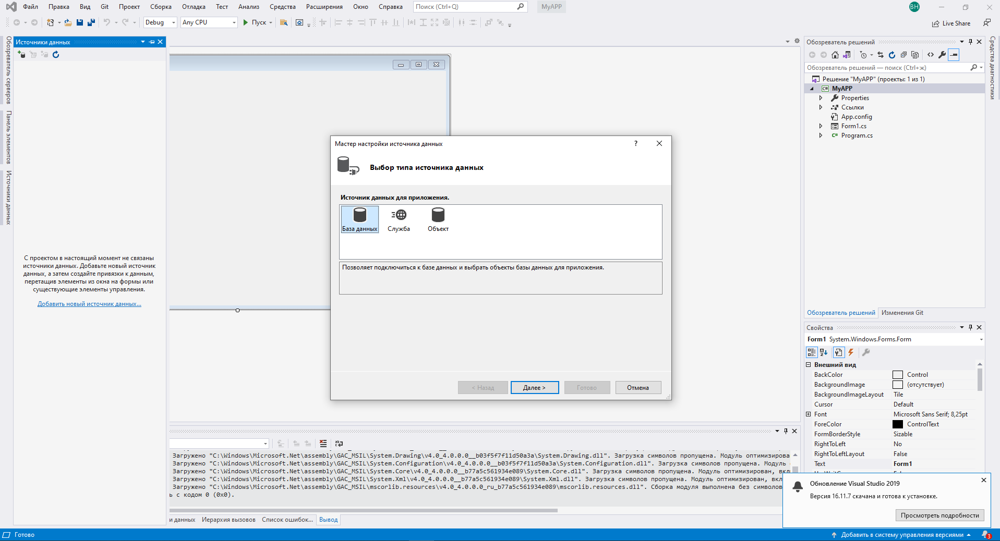 Файл Правка Вид Git Проект Сборка Отладка Тест Анализ Средства Расширения Окно Справка Поиск (Ctrl+Q) MyAPP ВН
Debug Any CPU Пуск Live Share
Обозреватель серверов
Панель элементов
Источники данных
Источники данных
С проектом в настоящий момент не связаны
источники данных. Добавьте новый источник
данных, а затем создайте привязки к данным,
перетащив элементы из окна на формы или
существующие элементы управления.
Добавить новый источник данных...
Мастер настройки источника данных ?
Выбор типа источника данных
Источник данных для приложения.
База данных Служба Объект
Позволяет подключиться к базе данных и выбрать объекты базы данных для приложения.
< Назад Далее > Готово Отмена
Загружено "C:\Windows\Microsoft.Net\assembly\GAC_MSIL\System.Drawing\v4.0_4.0.0.0__b03f5f7f11d50a3a\System.Drawing.dll". Загрузка символов пропущена. Модуль оптимизирова
Загружено "C:\Windows\Microsoft.Net\assembly\GAC_MSIL\System.Configuration\v4.0_4.0.0.0__b03f5f7f11d50a3a\System.Configuration.dll". Загрузка символов пропущена. Модуль
Загружено "C:\Windows\Microsoft.Net\assembly\GAC_MSIL\System.Core\v4.0_4.0.0.0__b77a5c561934e089\System.Core.dll". Загрузка символов пропущена. Модуль оптимизирован, вкл
Загружено "C:\Windows\Microsoft.Net\assembly\GAC_MSIL\System.Xml\v4.0_4.0.0.0__b77a5c561934e089\System.Xml.dll". Загрузка символов пропущена. Модуль оптимизирован, вкл
Загружено "C:\Windows\Microsoft.Net\assembly\GAC_MSIL\mscorlib.resources\v4.0_4.0.0.0_ru_b77a5c561934e089\mscorlib.resources.dll". Сборка модуля выполнена без символов
ь с кодом 0 (0x0).
и данных Иерархия вызовов Список ошибок... Вывод
Обозреватель решений
Обозреватель решений — поиск (Ctrl+ж)
Решение "MyAPP" (проекты: 1 из 1)
C# MyAPP
Properties
Ссылки
App.config
Form1.cs
C# Program.cs
Обозреватель решений Изменения Git
Средства диагностики
Свойства
Form1 System.Windows.Forms.Form
Внешний вид
BackColor Control
BackgroundImage (отсутствует)
BackgroundImageLayout Tile
Cursor Default
Font Microsoft Sans Serif; 8,25pt
ForeColor ControlText
FormBorderStyle Sizable
RightToLeft No
RightToLeftLayout False
Text Form1
Обновление Visual Studio 2019
Версия 16.11.7 скачана и готова к установке.
Просмотреть подробности
Готово Добавить в систему управления версиями 3